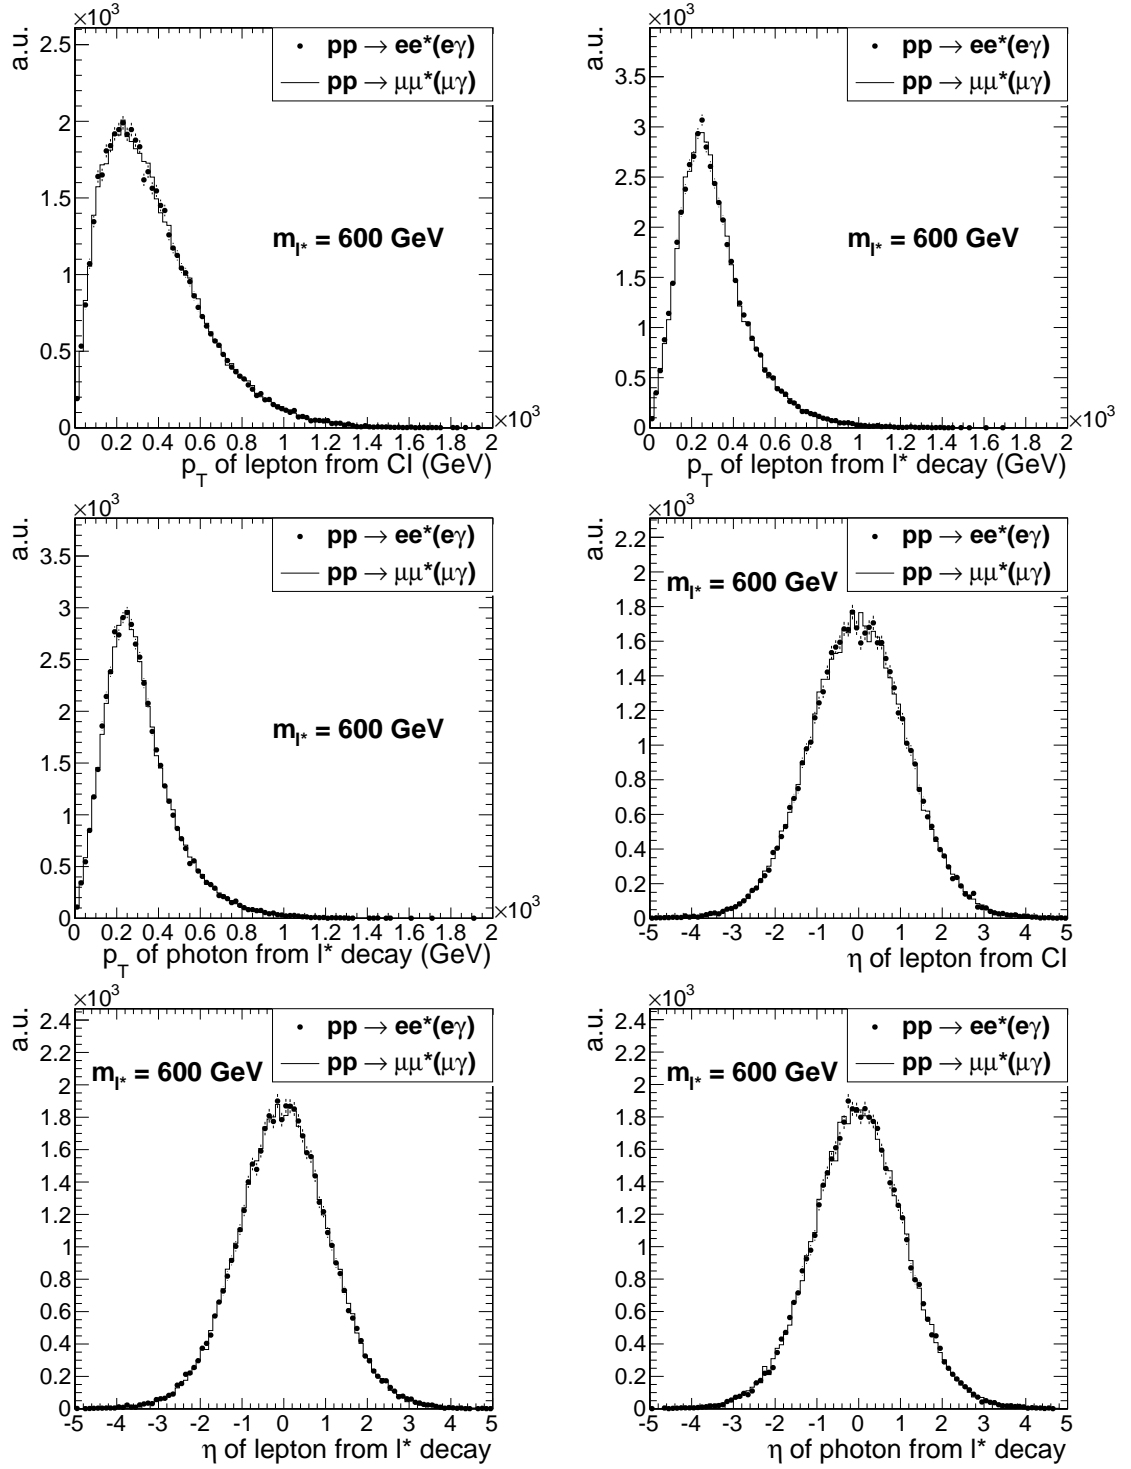 ×10³
a.u.
pp → ee*(eγ)
pp → μμ*(μγ)
2.5
2
1.5
1
0.5
0
m_l* = 600 GeV
0 0.2 0.4 0.6 0.8 1 1.2 1.4 1.6 1.8 2
×10³
p_T of lepton from CI (GeV)
×10³
a.u.
pp → ee*(eγ)
pp → μμ*(μγ)
3.5
3
2.5
2
1.5
1
0.5
0
m_l* = 600 GeV
0 0.2 0.4 0.6 0.8 1 1.2 1.4 1.6 1.8 2
×10³
p_T of lepton from l* decay (GeV)
×10³
a.u.
pp → ee*(eγ)
pp → μμ*(μγ)
3.5
3
2.5
2
1.5
1
0.5
0
m_l* = 600 GeV
0 0.2 0.4 0.6 0.8 1 1.2 1.4 1.6 1.8 2
×10³
p_T of photon from l* decay (GeV)
×10³
a.u.
pp → ee*(eγ)
pp → μμ*(μγ)
m_l* = 600 GeV
2.2
2
1.8
1.6
1.4
1.2
1
0.8
0.6
0.4
0.2
0
-5 -4 -3 -2 -1 0 1 2 3 4 5
η of lepton from CI
×10³
a.u.
pp → ee*(eγ)
pp → μμ*(μγ)
m_l* = 600 GeV
2.4
2.2
2
1.8
1.6
1.4
1.2
1
0.8
0.6
0.4
0.2
0
-5 -4 -3 -2 -1 0 1 2 3 4 5
η of lepton from l* decay
×10³
a.u.
pp → ee*(eγ)
pp → μμ*(μγ)
m_l* = 600 GeV
2.4
2.2
2
1.8
1.6
1.4
1.2
1
0.8
0.6
0.4
0.2
0
-5 -4 -3 -2 -1 0 1 2 3 4 5
η of photon from l* decay